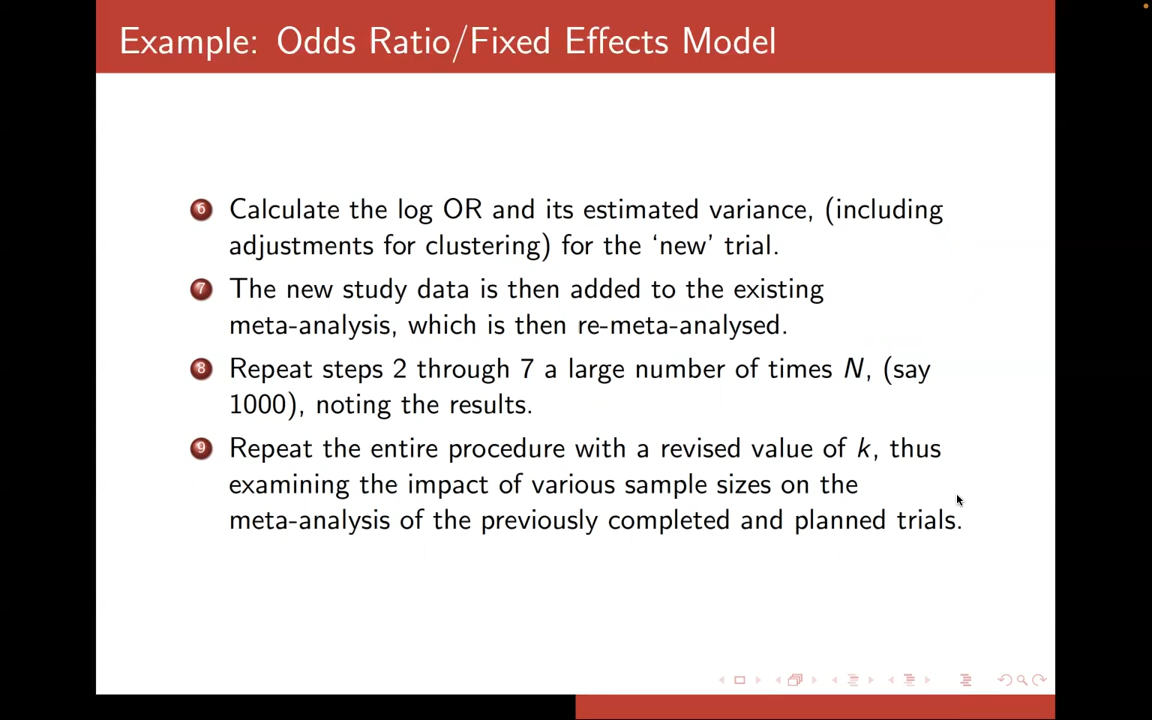 Example: Odds Ratio/Fixed Effects Model
6 Calculate the log OR and its estimated variance, (including
adjustments for clustering) for the ‘new’ trial.
7 The new study data is then added to the existing
meta-analysis, which is then re-meta-analysed.
8 Repeat steps 2 through 7 a large number of times N, (say
1000), noting the results.
9 Repeat the entire procedure with a revised value of k, thus
examining the impact of various sample sizes on the
meta-analysis of the previously completed and planned trials.